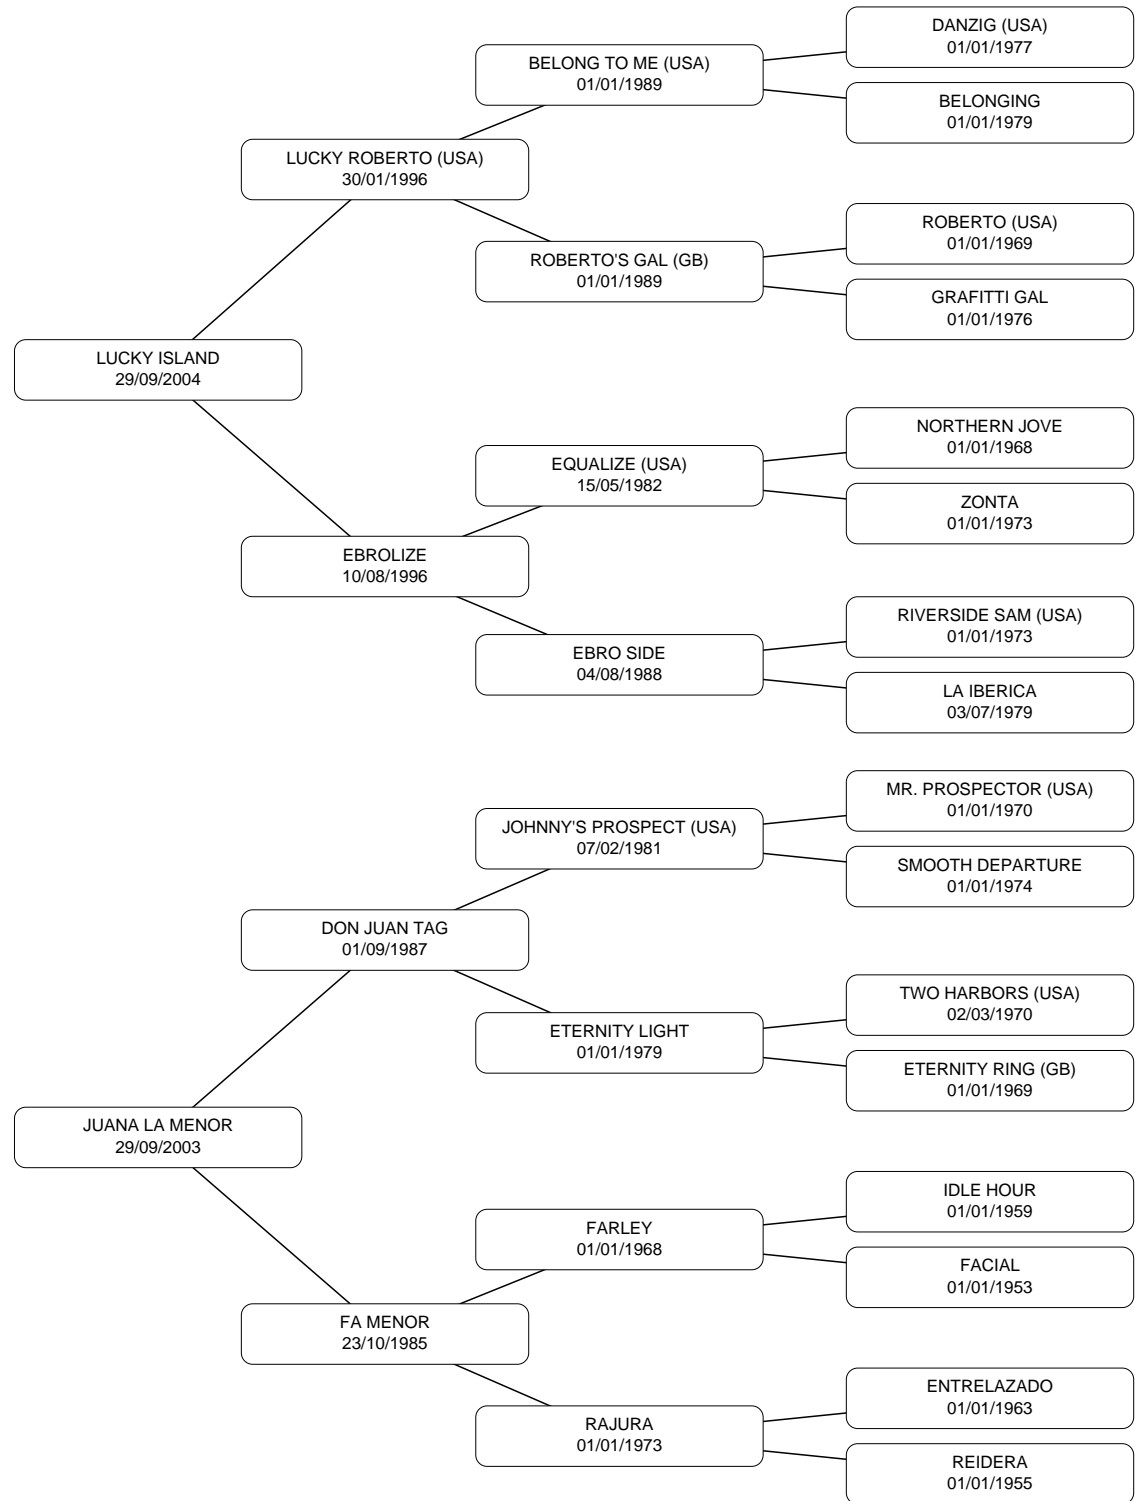 DANZIG (USA)
01/01/1977
BELONG TO ME (USA)
01/01/1989
BELONGING
01/01/1979
LUCKY ROBERTO (USA)
30/01/1996
ROBERTO (USA)
01/01/1969
ROBERTO'S GAL (GB)
01/01/1989
GRAFITTI GAL
01/01/1976
LUCKY ISLAND
29/09/2004
NORTHERN JOVE
01/01/1968
EQUALIZE (USA)
15/05/1982
ZONTA
01/01/1973
EBROLIZE
10/08/1996
RIVERSIDE SAM (USA)
01/01/1973
EBRO SIDE
04/08/1988
LA IBERICA
03/07/1979
MR. PROSPECTOR (USA)
01/01/1970
JOHNNY'S PROSPECT (USA)
07/02/1981
SMOOTH DEPARTURE
01/01/1974
DON JUAN TAG
01/09/1987
TWO HARBORS (USA)
02/03/1970
ETERNITY LIGHT
01/01/1979
ETERNITY RING (GB)
01/01/1969
JUANA LA MENOR
29/09/2003
IDLE HOUR
01/01/1959
FARLEY
01/01/1968
FACIAL
01/01/1953
FA MENOR
23/10/1985
ENTRELAZADO
01/01/1963
RAJURA
01/01/1973
REIDERA
01/01/1955